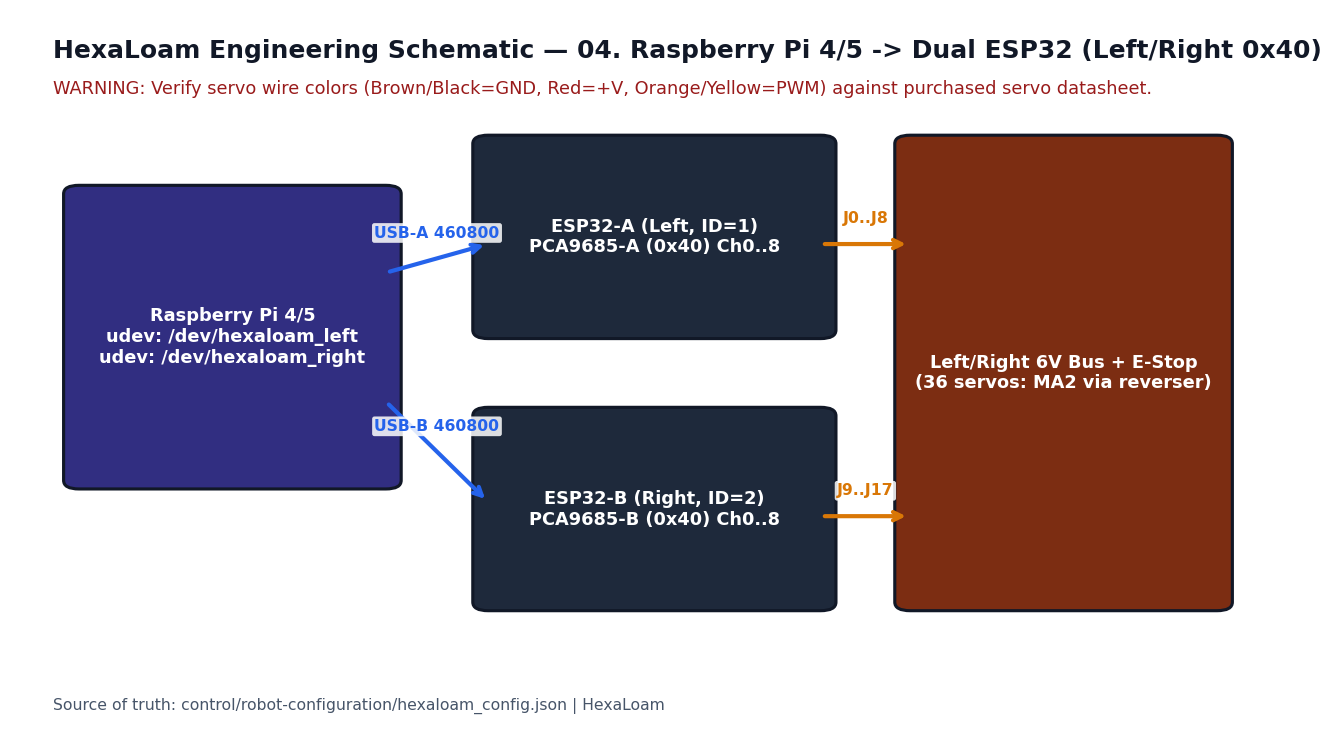 HexaLoam Engineering Schematic — 04. Raspberry Pi 4/5 -> Dual ESP32 (Left/Right 0x40)
WARNING: Verify servo wire colors (Brown/Black=GND, Red=+V, Orange/Yellow=PWM) against purchased servo datasheet.
Raspberry Pi 4/5
udev: /dev/hexaloam_left
udev: /dev/hexaloam_right
USB-A 460800
USB-B 460800
ESP32-A (Left, ID=1)
PCA9685-A (0x40) Ch0..8
ESP32-B (Right, ID=2)
PCA9685-B (0x40) Ch0..8
J0..J8
J9..J17
Left/Right 6V Bus + E-Stop
(36 servos: MA2 via reverser)
Source of truth: control/robot-configuration/hexaloam_config.json | HexaLoam